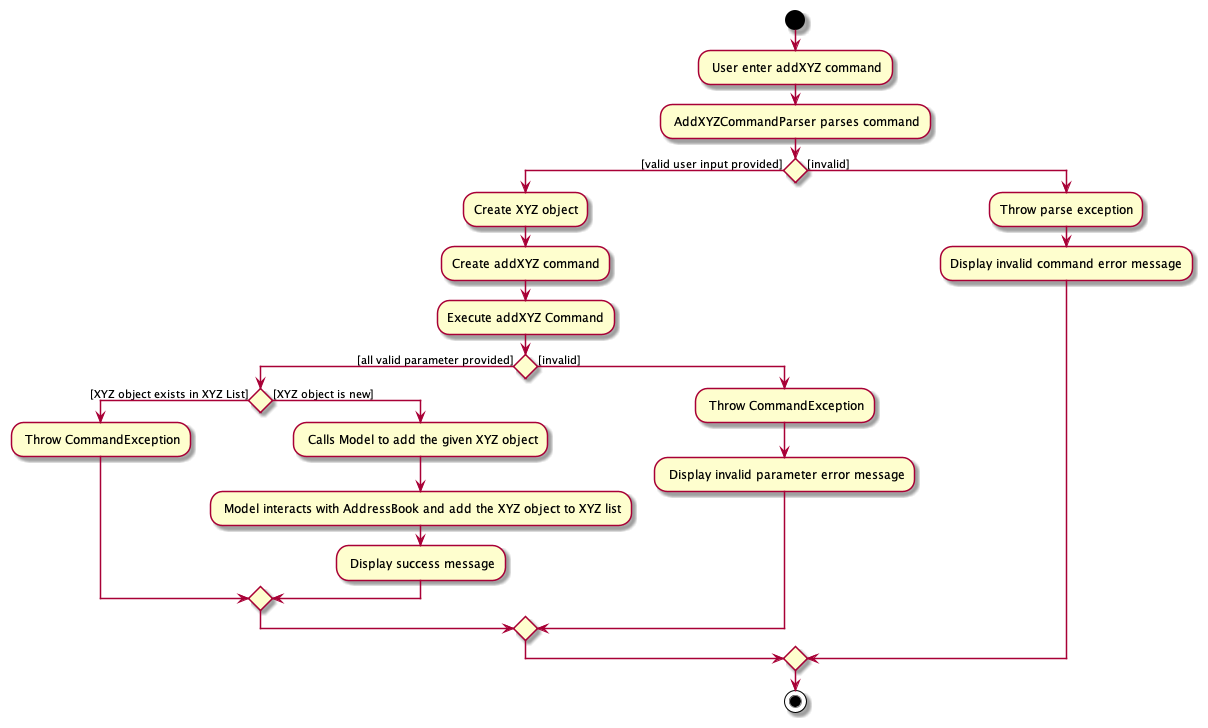 User enter addXYZ command
AddXYZCommandParser parses command
[valid user input provided]
[invalid]
Create XYZ object
Throw parse exception
Create addXYZ command
Display invalid command error message
Execute addXYZ Command
[all valid parameter provided]
[invalid]
[XYZ object exists in XYZ List]
[XYZ object is new]
Throw CommandException
Throw CommandException
Calls Model to add the given XYZ object
Display invalid parameter error message
Model interacts with AddressBook and add the XYZ object to XYZ list
Display success message